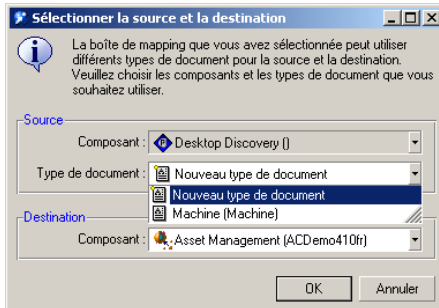 Sélectionner la source et la destination
La boîte de mapping que vous avez sélectionnée peut utiliser
différents types de document pour la source et la destination.
Veuillez choisir les composants et les types de document que vous
souhaitez utiliser.
Source
Composant : Desktop Discovery ()
Type de document : Nouveau type de document
Nouveau type de document
Machine (Machine)
Destination
Composant : Asset Management (ACDemo410fr)
OK Annuler